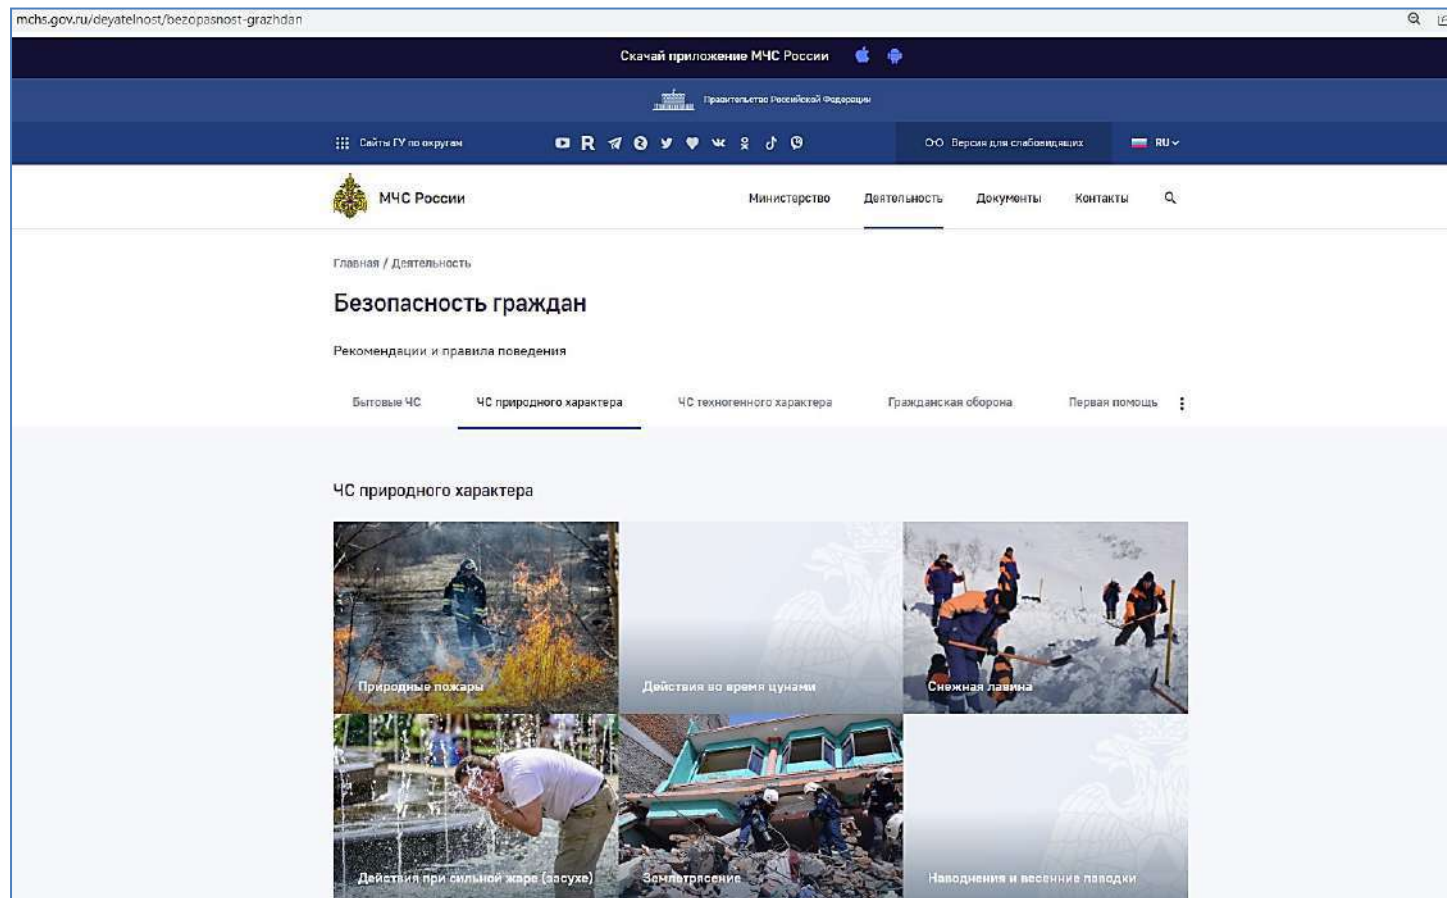 mchs.gov.ru/deyatelnost/bezopasnost-grazhdan
Скачай приложение МЧС России
Правительство Российской Федерации
Сайты ГУ по округам
Версия для слабовидящих
RU
МЧС России
Министерство Деятельность Документы Контакты
Главная / Деятельность
Безопасность граждан
Рекомендации и правила поведения
Бытовые ЧС ЧС природного характера ЧС техногенного характера Гражданская оборона Первая помощь
ЧС природного характера
Природные пожары Действия во время цунами Снежная лавина
Действия при сильной жаре (засухе) Землетрясение Наводнения и весенние паводки